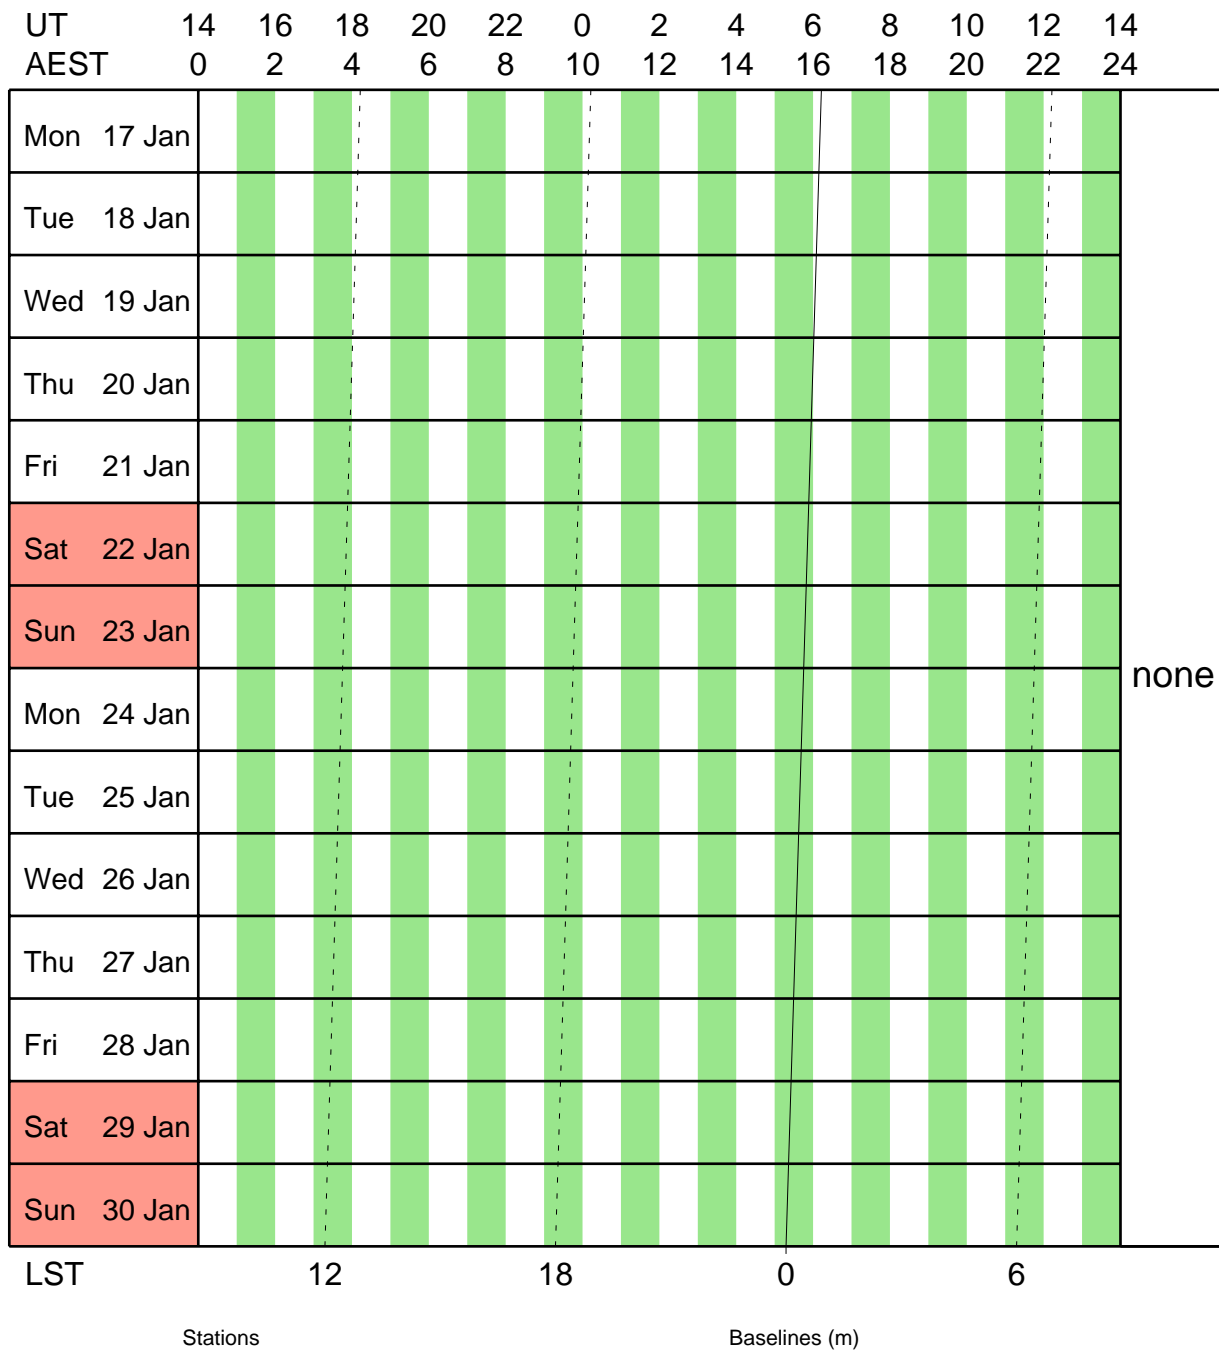 UT 14 16 18 20 22 0 2 4 6 8 10 12 14
AEST 0 2 4 6 8 10 12 14 16 18 20 22 24
Mon 17 Jan
Tue 18 Jan
Wed 19 Jan
Thu 20 Jan
Fri 21 Jan
Sat 22 Jan
Sun 23 Jan
none
Mon 24 Jan
Tue 25 Jan
Wed 26 Jan
Thu 27 Jan
Fri 28 Jan
Sat 29 Jan
Sun 30 Jan
LST 12 18 0 6
Stations Baselines (m)